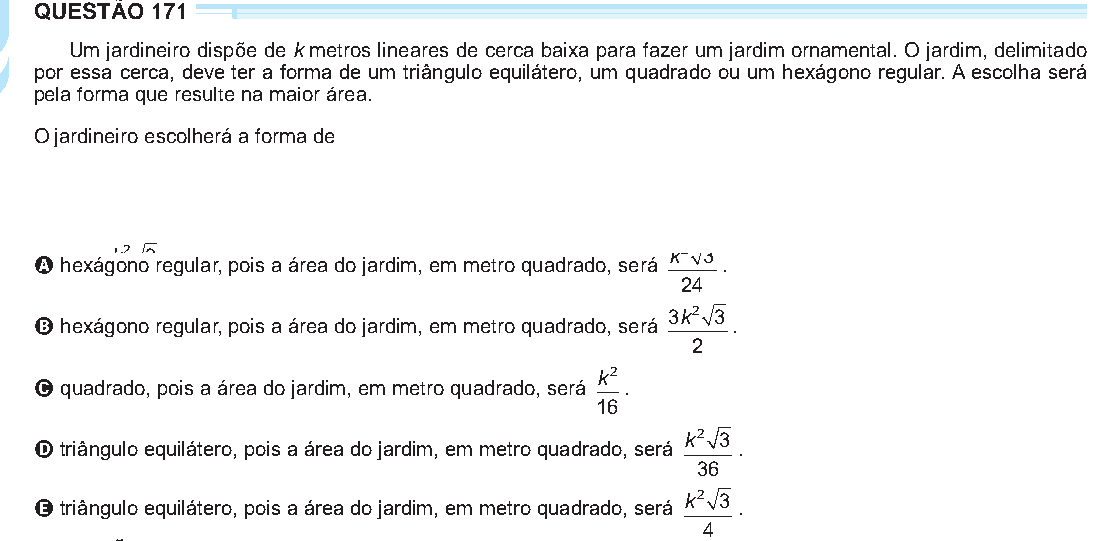 QUESTÃO 171
Um jardineiro dispõe de k metros lineares de cerca baixa para fazer um jardim ornamental. O jardim, delimitado
por essa cerca, deve ter a forma de um triângulo equilátero, um quadrado ou um hexágono regular. A escolha será
pela forma que resulte na maior área.
O jardineiro escolherá a forma de
A hexágono regular, pois a área do jardim, em metro quadrado, será k²√3/24.
B hexágono regular, pois a área do jardim, em metro quadrado, será 3k²√3/2.
C quadrado, pois a área do jardim, em metro quadrado, será k²/16.
D triângulo equilátero, pois a área do jardim, em metro quadrado, será k²√3/36.
E triângulo equilátero, pois a área do jardim, em metro quadrado, será k²√3/4.